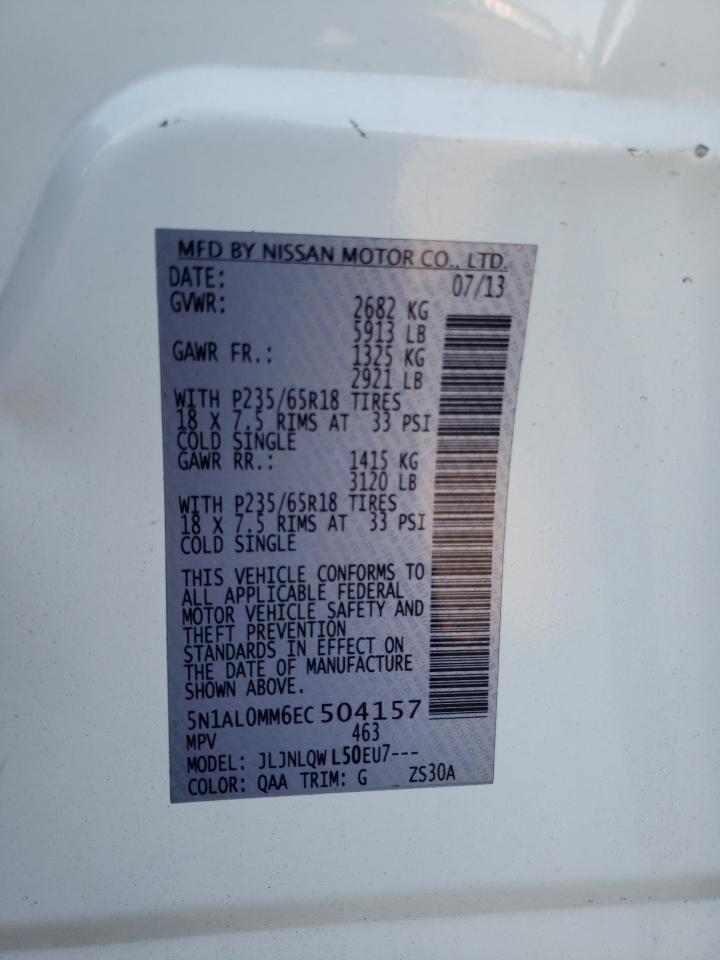 MFD BY NISSAN MOTOR CO., LTD.
DATE: 07/13
GVWR: 2682 KG
5913 LB
GAWR FR.: 1325 KG
2921 LB
WITH P235/65R18 TIRES
18 X 7.5 RIMS AT 33 PSI
COLD SINGLE
GAWR RR.: 1415 KG
3120 LB
WITH P235/65R18 TIRES
18 X 7.5 RIMS AT 33 PSI
COLD SINGLE
THIS VEHICLE CONFORMS TO
ALL APPLICABLE FEDERAL
MOTOR VEHICLE SAFETY AND
THEFT PREVENTION
STANDARDS IN EFFECT ON
THE DATE OF MANUFACTURE
SHOWN ABOVE.
5N1AL0MM6EC504157
MPV 463
MODEL: JLJNLQWL50EU7---
COLOR: QAA TRIM: G ZS30A